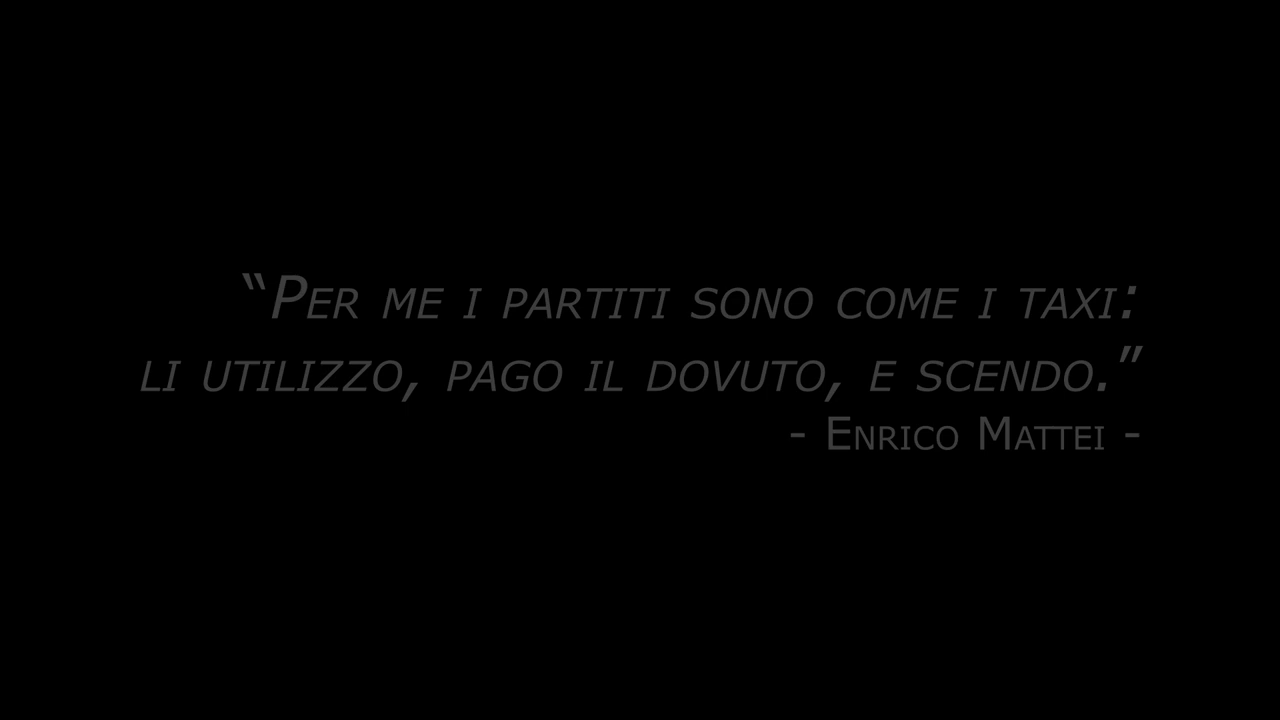 “Per me i partiti sono come i taxi:
li utilizzo, pago il dovuto, e scendo.”
- Enrico Mattei -